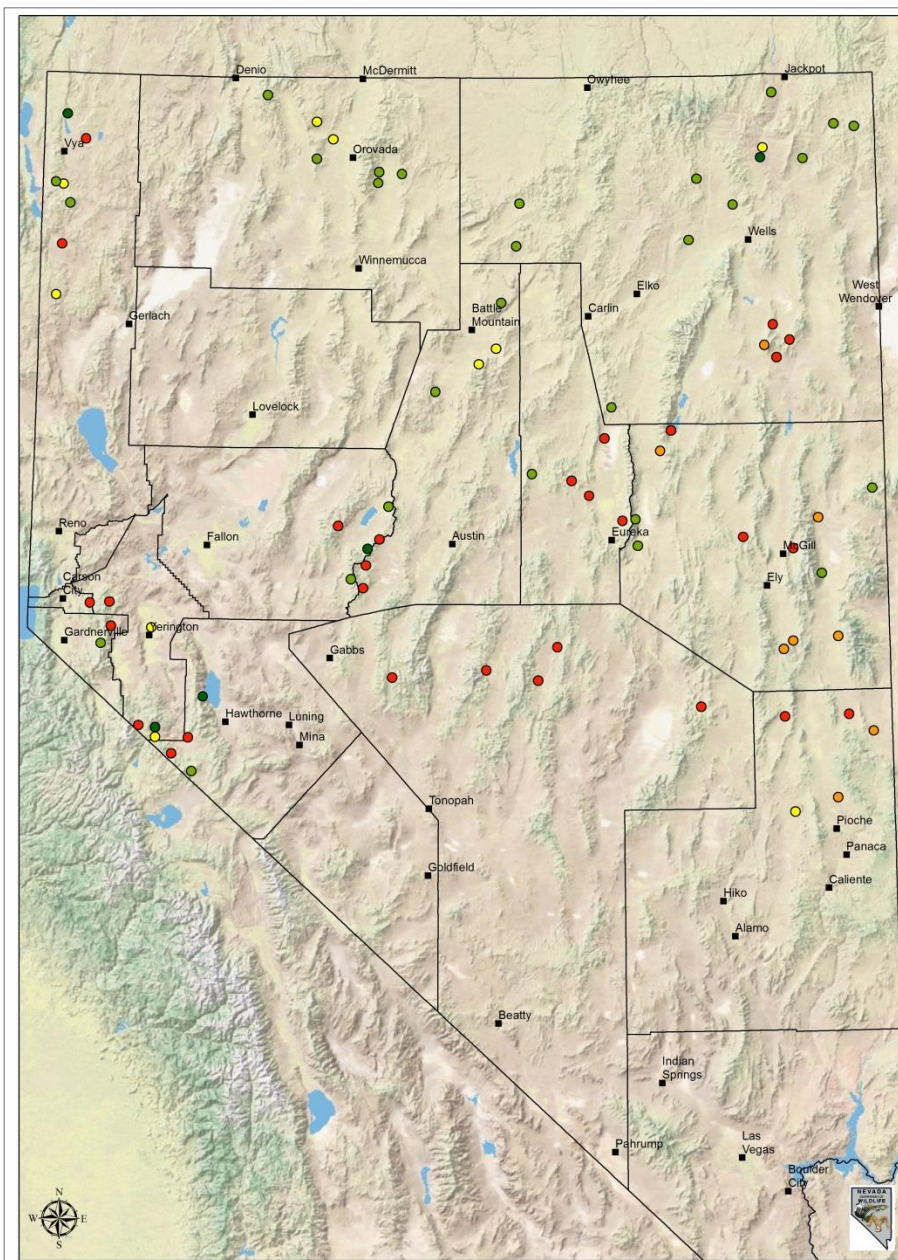 Denio
McDermitt
Owyhee
Jackpot
Vya
Orovada
Wells
Winnemucca
Elko
West
Wendover
Gerlach
Battle
Mountain
Carlin
Lovelock
Reno
Fallon
Austin
Eureka
McGill
Carson
City
Ely
Gardnerville
Yerington
Gabbs
Hawthorne
Luning
Mina
Tonopah
Pioche
Panaca
Goldfield
Caliente
Hiko
Alamo
Beatty
Indian
Springs
Pahrump
Las
Vegas
Boulder
City
N
W
E
S
NEVADA
WILDLIFE